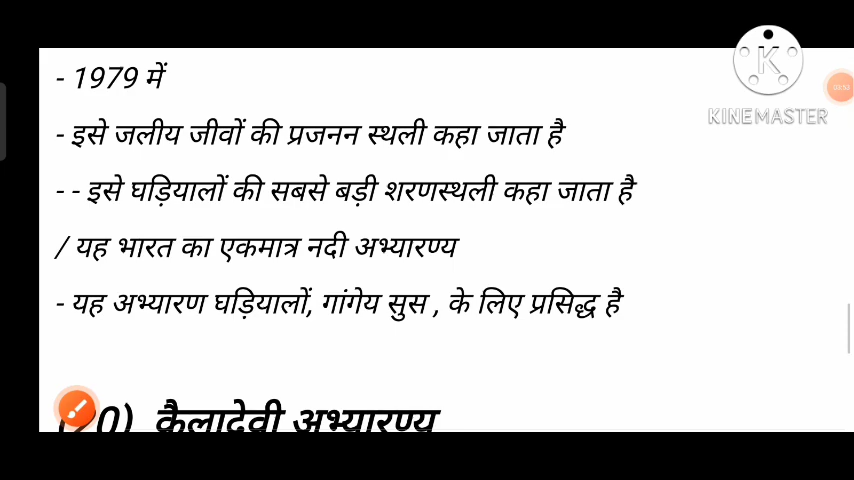 - 1979 में
- इसे जलीय जीवों की प्रजनन स्थली कहा जाता है
- - इसे घड़ियालों की सबसे बड़ी शरणस्थली कहा जाता है
/ यह भारत का एकमात्र नदी अभ्यारण्य
- यह अभ्यारण घड़ियालों, गांगेय सुस , के लिए प्रसिद्ध है
(20) कैलादेवी अभ्यारण्य
K
KINEMASTER